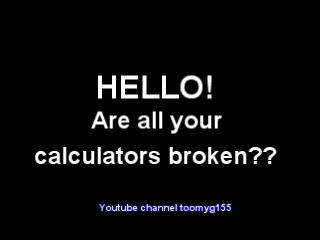 HELLO!
Are all your
calculators broken??
Youtube channel toomyg155